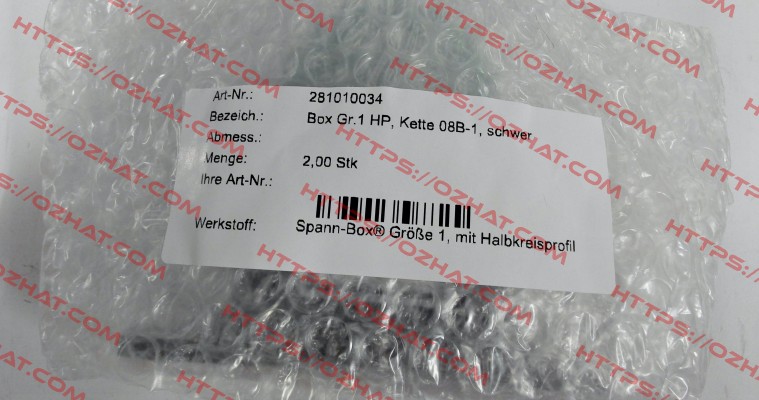 Art-Nr.: 281010034
Bezeich.: Box Gr.1 HP, Kette 08B-1, schwer
Abmess.:
Menge: 2,00 Stk
Ihre Art-Nr.:
Werkstoff: Spann-Box® Größe 1, mit Halbkreisprofil
HTTPS://OZHAT.COM